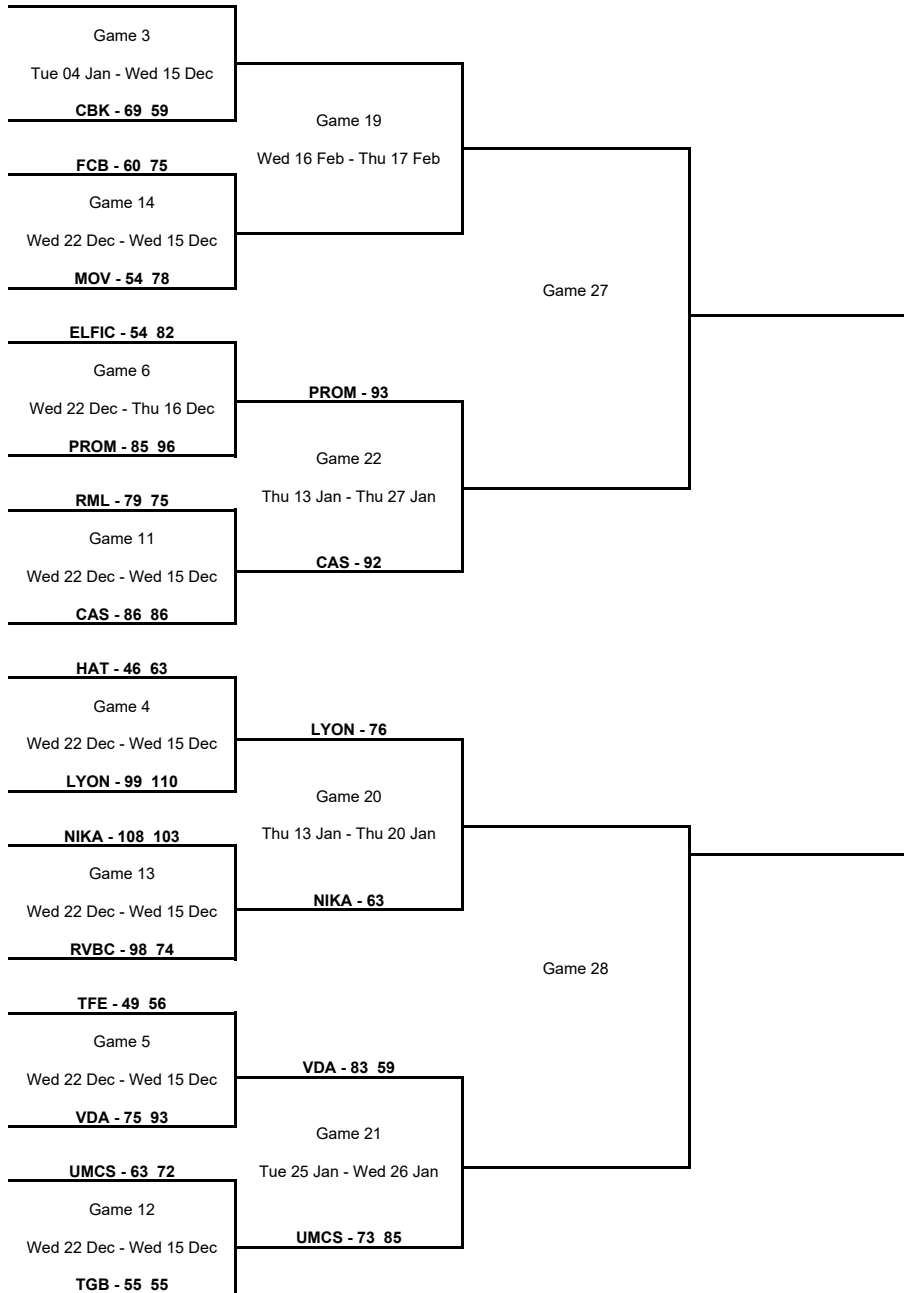 Game 3
Tue 04 Jan - Wed 15 Dec
CBK - 69 59
FCB - 60 75
Game 14
Wed 22 Dec - Wed 15 Dec
MOV - 54 78
Game 19
Wed 16 Feb - Thu 17 Feb
Game 27
ELFIC - 54 82
Game 6
Wed 22 Dec - Thu 16 Dec
PROM - 85 96
RML - 79 75
Game 11
Wed 22 Dec - Wed 15 Dec
CAS - 86 86
PROM - 93
Game 22
Thu 13 Jan - Thu 27 Jan
CAS - 92
HAT - 46 63
Game 4
Wed 22 Dec - Wed 15 Dec
LYON - 99 110
NIKA - 108 103
Game 13
Wed 22 Dec - Wed 15 Dec
RVBC - 98 74
LYON - 76
Game 20
Thu 13 Jan - Thu 20 Jan
NIKA - 63
Game 28
TFE - 49 56
Game 5
Wed 22 Dec - Wed 15 Dec
VDA - 75 93
UMCS - 63 72
Game 12
Wed 22 Dec - Wed 15 Dec
TGB - 55 55
VDA - 83 59
Game 21
Tue 25 Jan - Wed 26 Jan
UMCS - 73 85